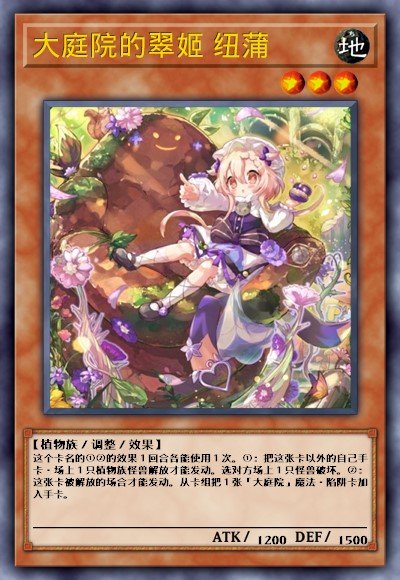 大庭院的翠姬 纽蒲
地
【植物族／调整／效果】
这个卡名的①②的效果1回合各能使用1次。①：把这张卡以外的自己手
卡·场上1只植物族怪兽解放才能发动。选对方场上1只怪兽破坏。②：
这张卡被解放的场合才能发动。从卡组把1张「大庭院」魔法·陷阱卡加
入手卡。
ATK/ 1200 DEF/ 1500